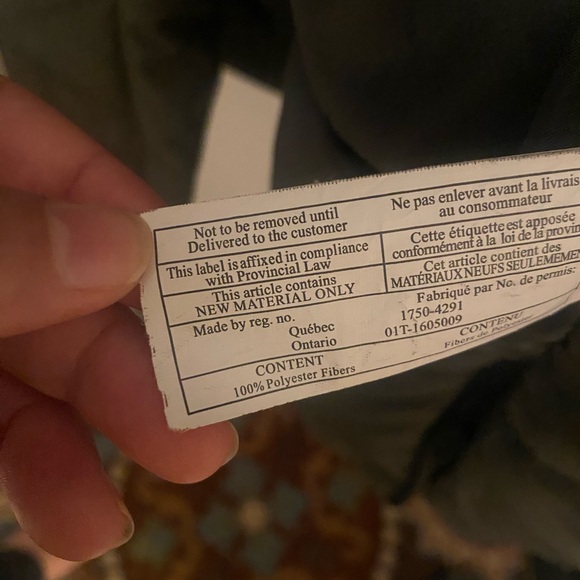 Not to be removed until
Delivered to the customer
Ne pas enlever avant la livrais
au consommateur
This label is affixed in compliance
with Provincial Law
Cette étiquette est apposée
conformément à la loi de la provin
This article contains
NEW MATERIAL ONLY
Cet article contient des
MATÉRIAUX NEUFS SEULEMEN
Made by reg. no.
Fabriqué par No. de permis:
Québec 1750-4291
Ontario 01T-1605009
CONTENT
100% Polyester Fibers
CONTENU
Fibers de Polyester